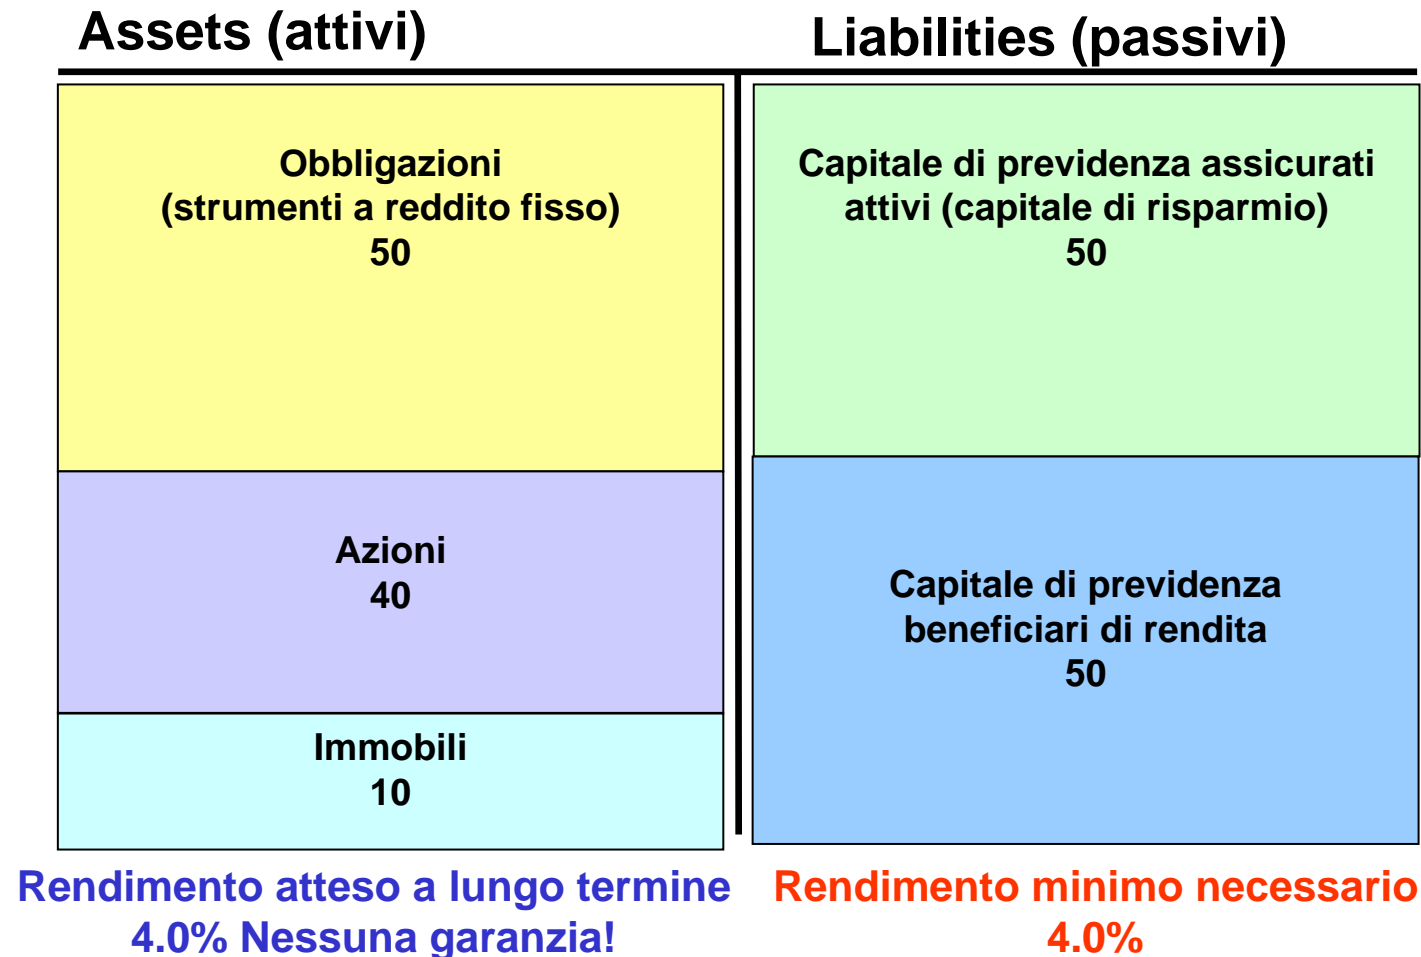 Assets (attivi)
Liabilities (passivi)
Obbligazioni
(strumenti a reddito fisso)
50
Azioni
40
Immobili
10
Capitale di previdenza assicurati
attivi (capitale di risparmio)
50
Capitale di previdenza
beneficiari di rendita
50
Rendimento atteso a lungo termine
4.0% Nessuna garanzia!
Rendimento minimo necessario
4.0%